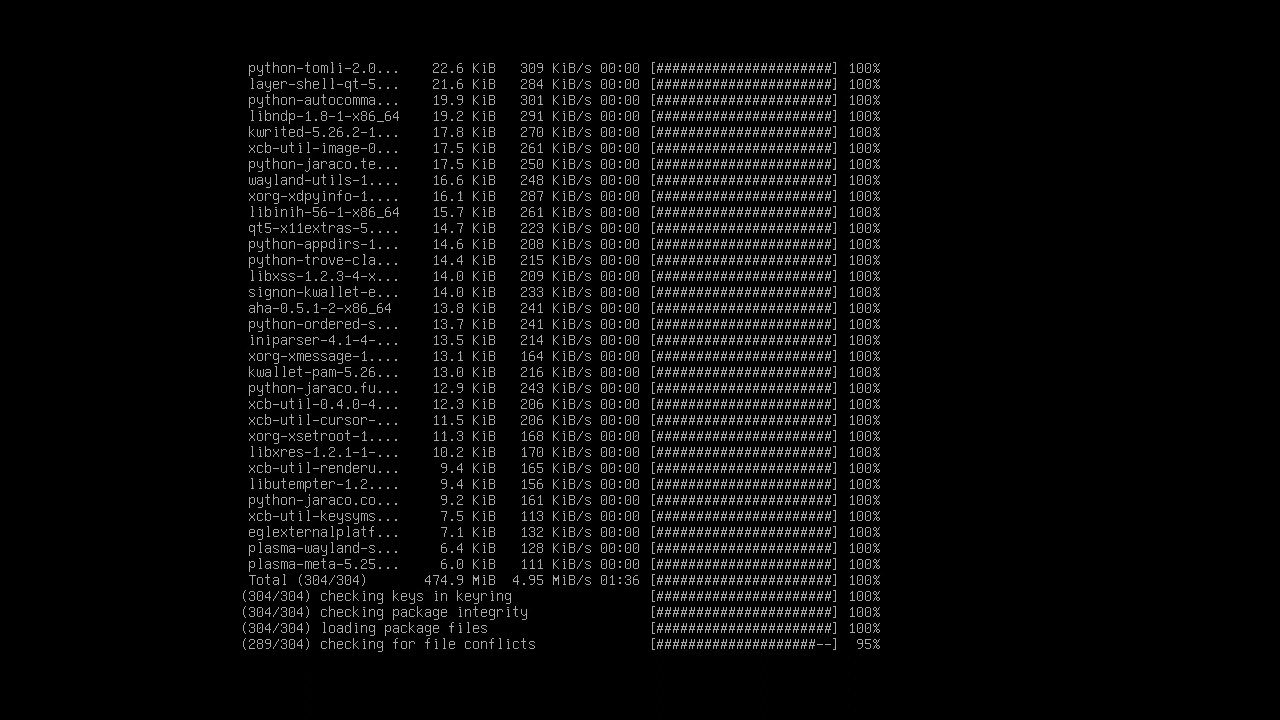 python-tomli-2.0... 22.6 KiB 309 KiB/s 00:00 [######################] 100%
layer-shell-qt-5... 21.6 KiB 284 KiB/s 00:00 [######################] 100%
python-autocomma... 19.9 KiB 301 KiB/s 00:00 [######################] 100%
libndp-1.8-1-x86_64 19.2 KiB 291 KiB/s 00:00 [######################] 100%
kwrited-5.26.2-1... 17.8 KiB 270 KiB/s 00:00 [######################] 100%
xcb-util-image-0... 17.5 KiB 261 KiB/s 00:00 [######################] 100%
python-jaraco.te... 17.5 KiB 250 KiB/s 00:00 [######################] 100%
wayland-utils-1.... 16.6 KiB 248 KiB/s 00:00 [######################] 100%
xorg-xdpyinfo-1.... 16.1 KiB 287 KiB/s 00:00 [######################] 100%
libinih-56-1-x86_64 15.7 KiB 261 KiB/s 00:00 [######################] 100%
qt5-x11extras-5.... 14.7 KiB 223 KiB/s 00:00 [######################] 100%
python-appdirs-1... 14.6 KiB 208 KiB/s 00:00 [######################] 100%
python-trove-cla... 14.4 KiB 215 KiB/s 00:00 [######################] 100%
libxss-1.2.3-4-x... 14.0 KiB 209 KiB/s 00:00 [######################] 100%
signon-kwallet-e... 14.0 KiB 233 KiB/s 00:00 [######################] 100%
aha-0.5.1-2-x86_64 13.8 KiB 241 KiB/s 00:00 [######################] 100%
python-ordered-s... 13.7 KiB 241 KiB/s 00:00 [######################] 100%
iniparser-4.1-4-... 13.5 KiB 214 KiB/s 00:00 [######################] 100%
xorg-xmessage-1.... 13.1 KiB 164 KiB/s 00:00 [######################] 100%
kwallet-pam-5.26... 13.0 KiB 216 KiB/s 00:00 [######################] 100%
python-jaraco.fu... 12.9 KiB 243 KiB/s 00:00 [######################] 100%
xcb-util-0.4.0-4... 12.3 KiB 206 KiB/s 00:00 [######################] 100%
xcb-util-cursor-... 11.5 KiB 206 KiB/s 00:00 [######################] 100%
xorg-xsetroot-1.... 11.3 KiB 168 KiB/s 00:00 [######################] 100%
libxres-1.2.1-1-... 10.2 KiB 170 KiB/s 00:00 [######################] 100%
xcb-util-renderu... 9.4 KiB 165 KiB/s 00:00 [######################] 100%
libutempter-1.2.... 9.4 KiB 156 KiB/s 00:00 [######################] 100%
python-jaraco.co... 9.2 KiB 161 KiB/s 00:00 [######################] 100%
xcb-util-keysyms... 7.5 KiB 113 KiB/s 00:00 [######################] 100%
eglexternalplatf... 7.1 KiB 132 KiB/s 00:00 [######################] 100%
plasma-wayland-s... 6.4 KiB 128 KiB/s 00:00 [######################] 100%
plasma-meta-5.25... 6.0 KiB 111 KiB/s 00:00 [######################] 100%
Total (304/304) 474.9 MiB 4.95 MiB/s 01:36 [######################] 100%
(304/304) checking keys in keyring [######################] 100%
(304/304) checking package integrity [######################] 100%
(304/304) loading package files [######################] 100%
(289/304) checking for file conflicts [####################--] 95%